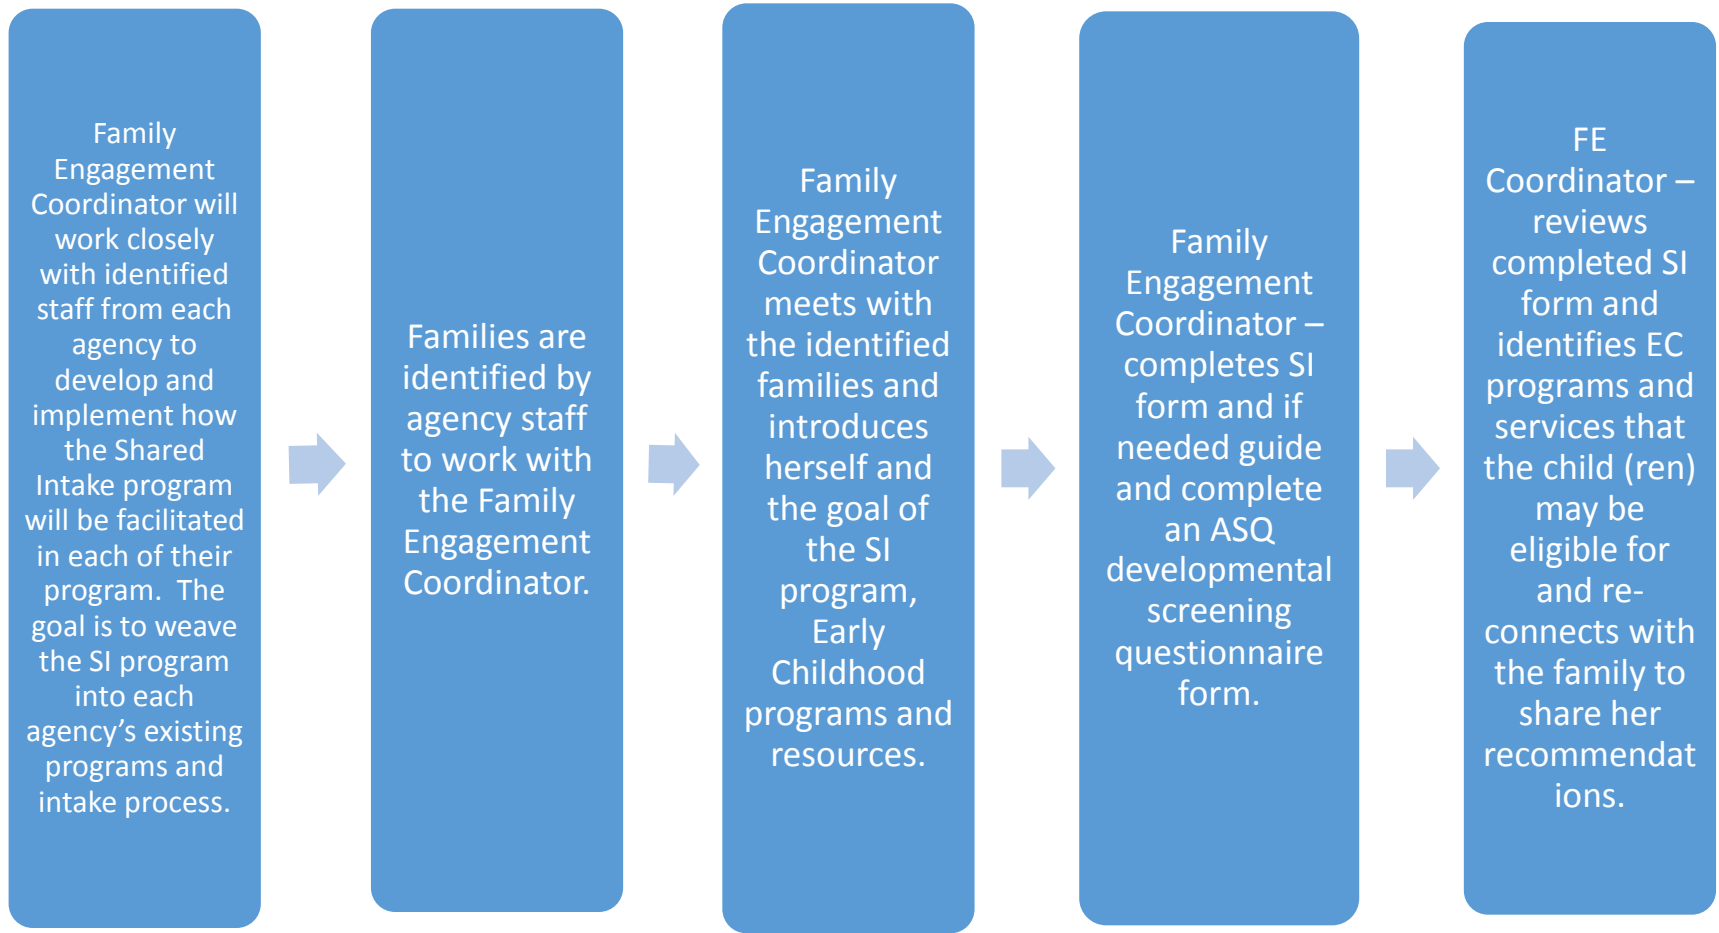 Family
Engagement
Coordinator will
work closely
with identified
staff from each
agency to
develop and
implement how
the Shared
Intake program
will be facilitated
in each of their
program.  The
goal is to weave
the SI program
into each
agency’s existing
programs and
intake process.
Families are
identified by
agency staff
to work with
the Family
Engagement
Coordinator.
Family
Engagement
Coordinator
meets with
the identified
families and
introduces
herself and
the goal of
the SI
program,
Early
Childhood
programs and
resources.
Family
Engagement
Coordinator –
completes SI
form and if
needed guide
and complete
an ASQ
developmental
screening
questionnaire
form.
FE
Coordinator –
reviews
completed SI
form and
identifies EC
programs and
services that
the child (ren)
may be
eligible for
and re-
connects with
the family to
share her
recommendat
ions.